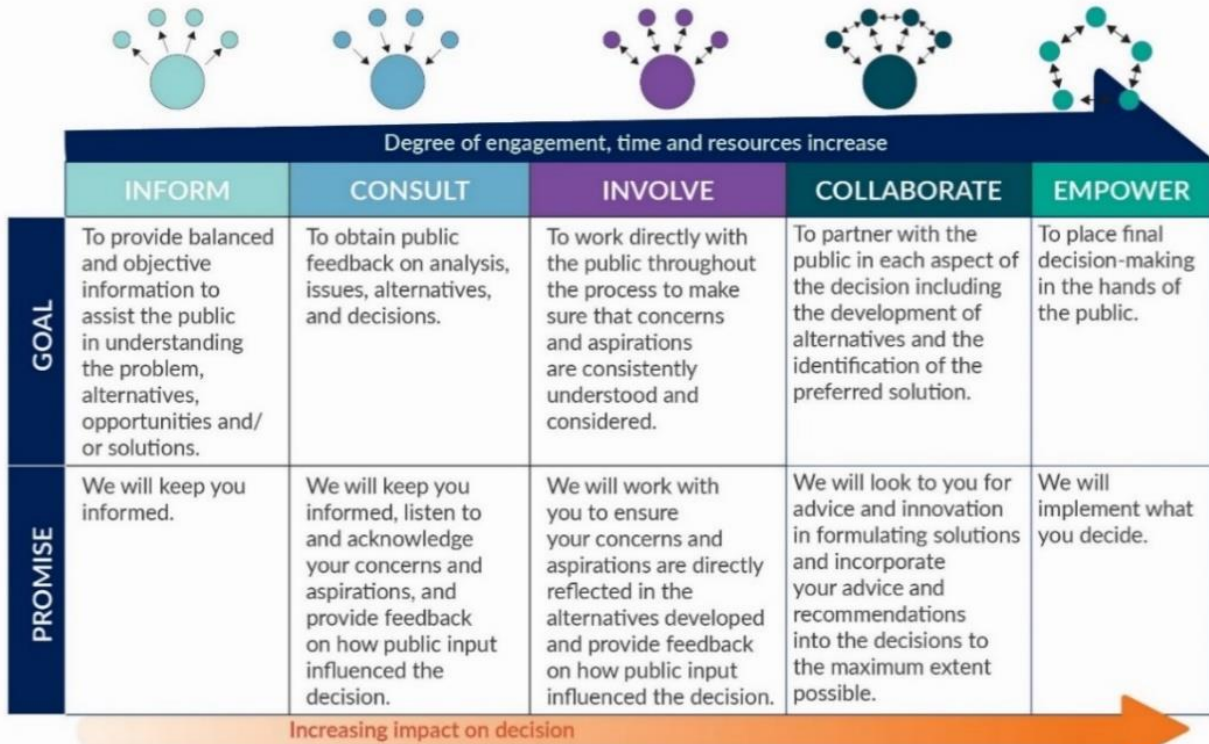 Degree of engagement, time and resources increase
INFORM
CONSULT
INVOLVE
COLLABORATE
EMPOWER
GOAL
To provide balanced
and objective
information to
assist the public
in understanding
the problem,
alternatives,
opportunities and/
or solutions.
To obtain public
feedback on analysis,
issues, alternatives,
and decisions.
To work directly with
the public throughout
the process to make
sure that concerns
and aspirations
are consistently
understood and
considered.
To partner with the
public in each aspect of
the decision including
the development of
alternatives and the
identification of the
preferred solution.
To place final
decision-making
in the hands of
the public.
PROMISE
We will keep you
informed.
We will keep you
informed, listen to
and acknowledge
your concerns and
aspirations, and
provide feedback
on how public input
influenced the
decision.
We will work with
you to ensure
your concerns and
aspirations are directly
reflected in the
alternatives developed
and provide feedback
on how public input
influenced the decision.
We will look to you for
advice and innovation
in formulating solutions
and incorporate
your advice and
recommendations
into the decisions to
the maximum extent
possible.
We will
implement what
you decide.
Increasing impact on decision